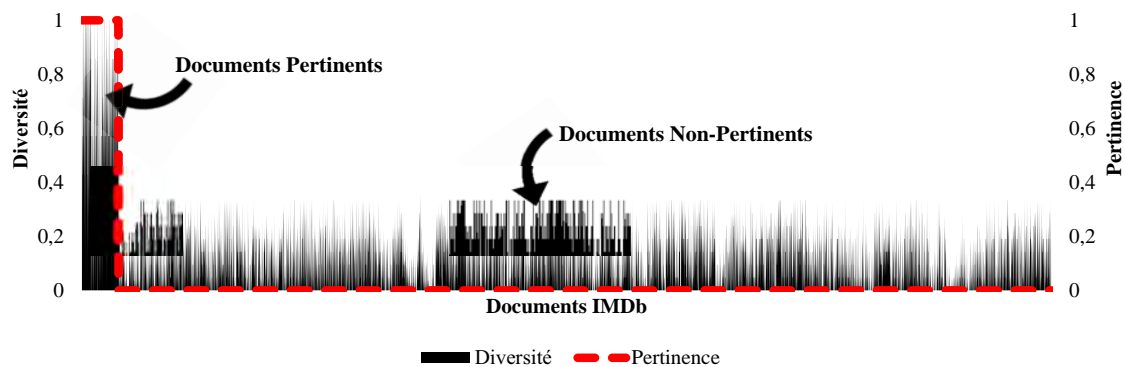 1
0,8
0,6
0,4
0,2
0
Diversité
Documents Pertinents
Documents Non-Pertinents
1
0,8
0,6
0,4
0,2
0
Pertinence
Documents IMDb
Diversité Pertinence